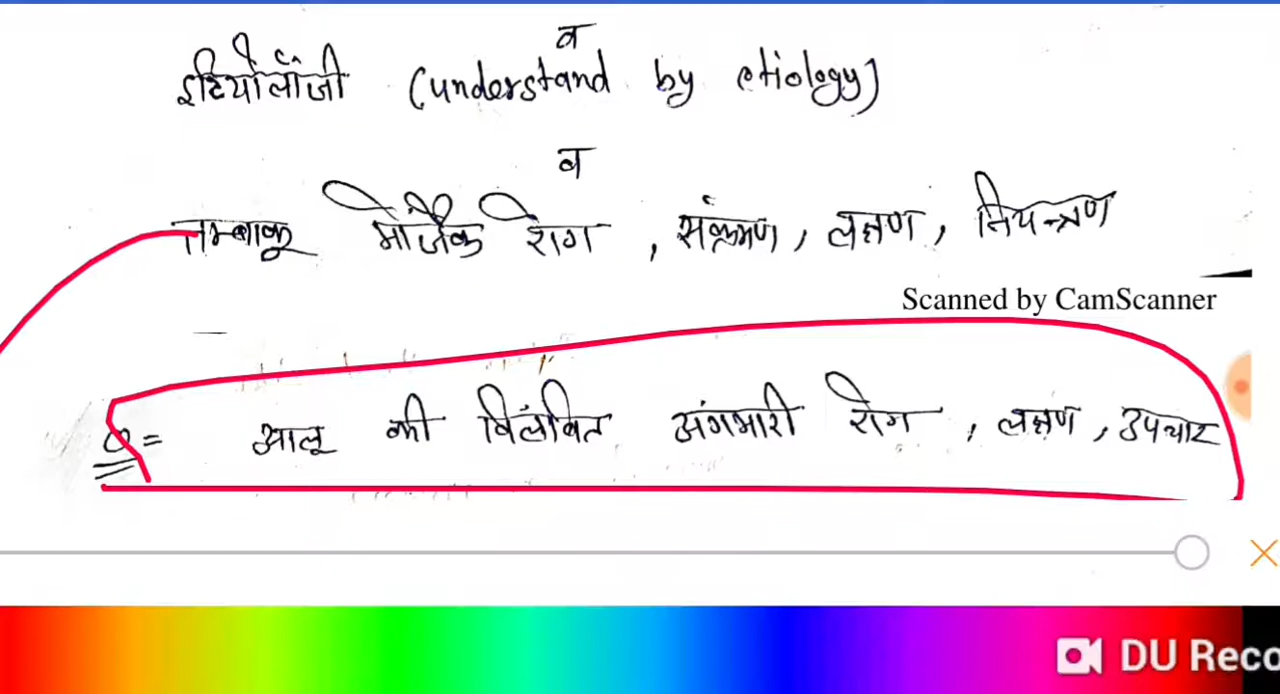 व
इटियोलॉजी (understand by etiology)
व
तम्बाकू मोजेक रोग, संक्रमण, लक्षण, नियन्त्रण
Scanned by CamScanner
Q= आलू की विलंबित अंगमारी रोग, लक्षण, उपचार
DU Reco